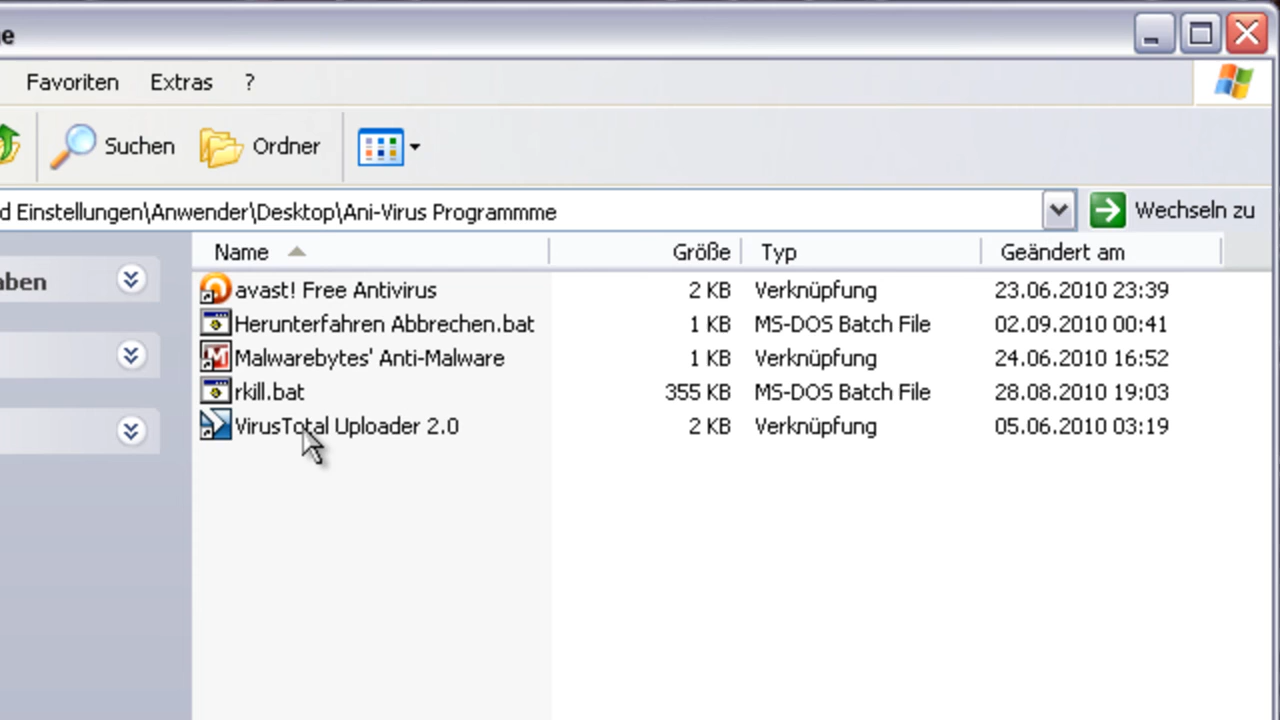 Favoriten Extras ?
Suchen Ordner
d Einstellungen\Anwender\Desktop\Ani-Virus Programmme Wechseln zu
Name Größe Typ Geändert am
avast! Free Antivirus 2 KB Verknüpfung 23.06.2010 23:39
Herunterfahren Abbrechen.bat 1 KB MS-DOS Batch File 02.09.2010 00:41
Malwarebytes' Anti-Malware 1 KB Verknüpfung 24.06.2010 16:52
rkill.bat 355 KB MS-DOS Batch File 28.08.2010 19:03
VirusTotal Uploader 2.0 2 KB Verknüpfung 05.06.2010 03:19